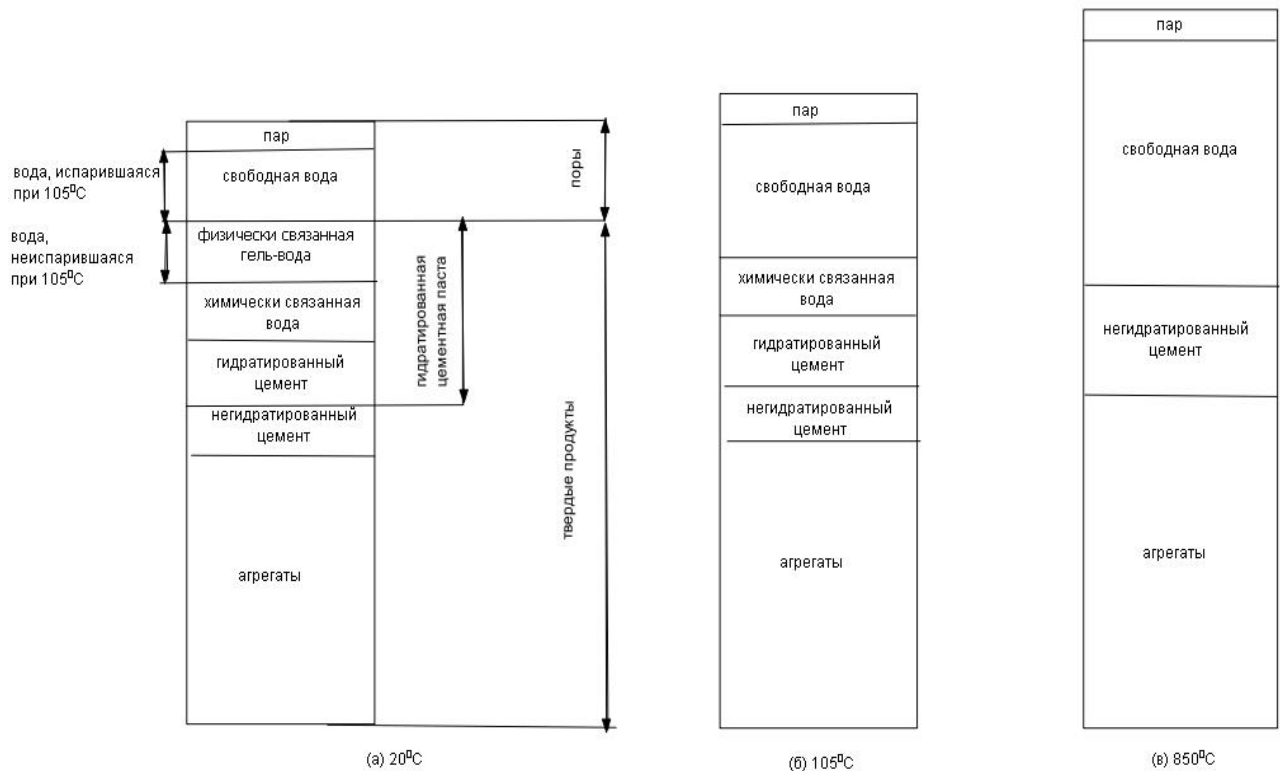 пар
свободная вода
физически связанная
гель-вода
химически связанная
вода
гидратированный
цемент
негидратированный
цемент
агрегаты
вода, испарившаяся
при 105⁰С
вода,
неиспарившаяся
при 105⁰С
поры
гидратированная
цементная паста
твердые продукты
(а) 20⁰С
пар
свободная вода
химически связанная
вода
гидратированный
цемент
негидратированный
цемент
агрегаты
(б) 105⁰С
пар
свободная вода
негидратированный
цемент
агрегаты
(в) 850⁰С